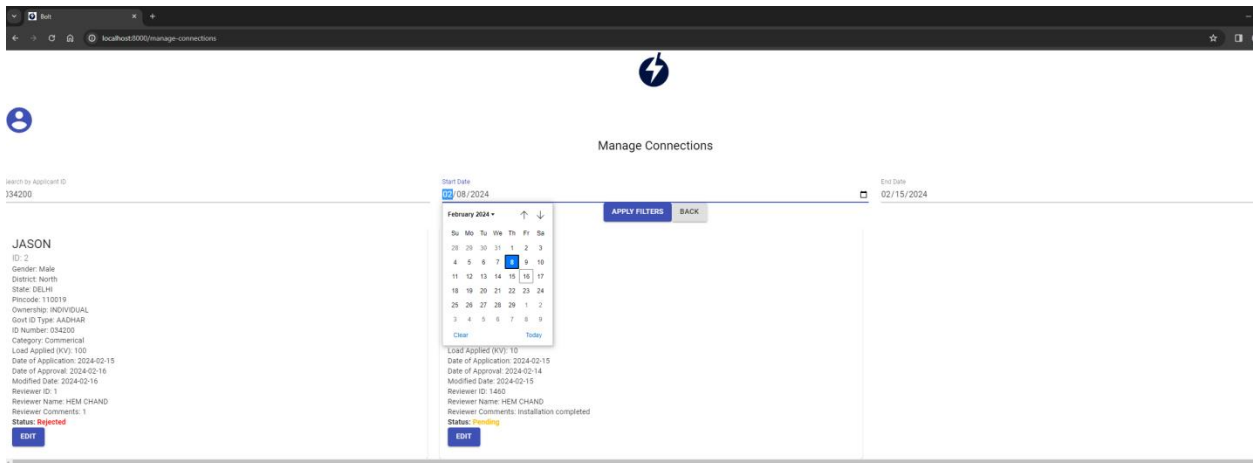 Bolt
localhost:8000/manage-connections
Manage Connections
Search by Applicant ID
034200
Start Date
02/08/2024
End Date
02/15/2024
APPLY FILTERS
BACK
February 2024
Su Mo Tu We Th Fr Sa
28 29 30 31 1 2 3
4 5 6 7 8 9 10
11 12 13 14 15 16 17
18 19 20 21 22 23 24
25 26 27 28 29 1 2
3 4 5 6 7 8 9
Clear Today
JASON
ID: 2
Gender: Male
District: North
State: DELHI
Pincode: 110019
Ownership: INDIVIDUAL
Govt ID Type: AADHAR
ID Number: 034200
Category: Commerical
Load Applied (KV): 100
Date of Application: 2024-02-15
Date of Approval: 2024-02-16
Modified Date: 2024-02-16
Reviewer ID: 1
Reviewer Name: HEM CHAND
Reviewer Comments: 1
Status: Rejected
EDIT
Load Applied (KV): 10
Date of Application: 2024-02-15
Date of Approval: 2024-02-14
Modified Date: 2024-02-15
Reviewer ID: 1460
Reviewer Name: HEM CHAND
Reviewer Comments: Installation completed
Status: Pending
EDIT